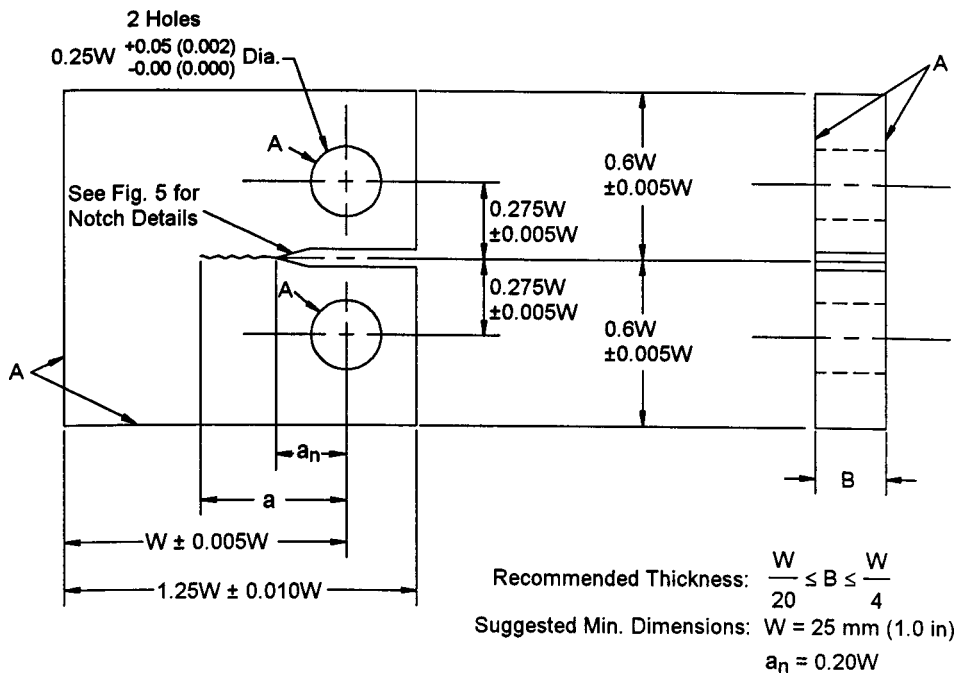 2 Holes
0.25W +0.05 (0.002) -0.00 (0.000) Dia.
A
A
See Fig. 5 for
Notch Details
0.6W
±0.005W
0.275W
±0.005W
A
0.275W
±0.005W
0.6W
±0.005W
A
an
a
B
W ± 0.005W
1.25W ± 0.010W
Recommended Thickness: W/20 ≤ B ≤ W/4
Suggested Min. Dimensions: W = 25 mm (1.0 in)
an = 0.20W